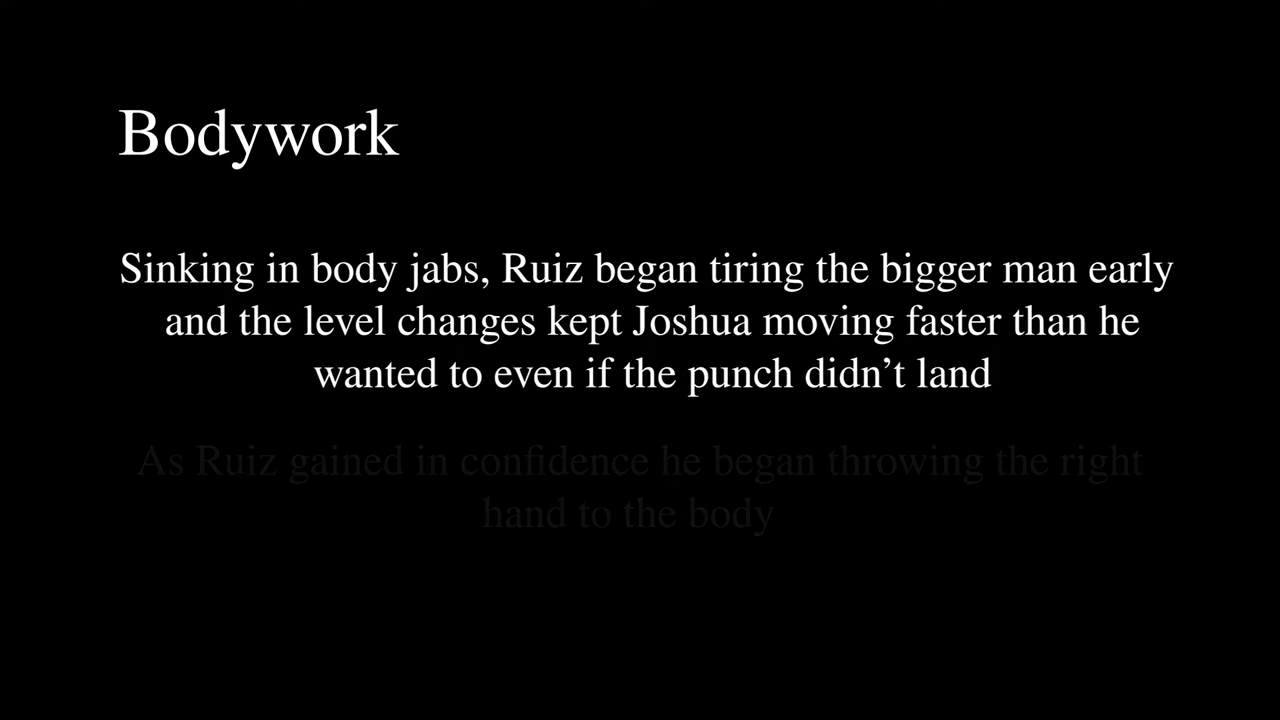 Bodywork
Sinking in body jabs, Ruiz began tiring the bigger man early
and the level changes kept Joshua moving faster than he
wanted to even if the punch didn’t land
As Ruiz gained in confidence he began throwing the right
hand to the body